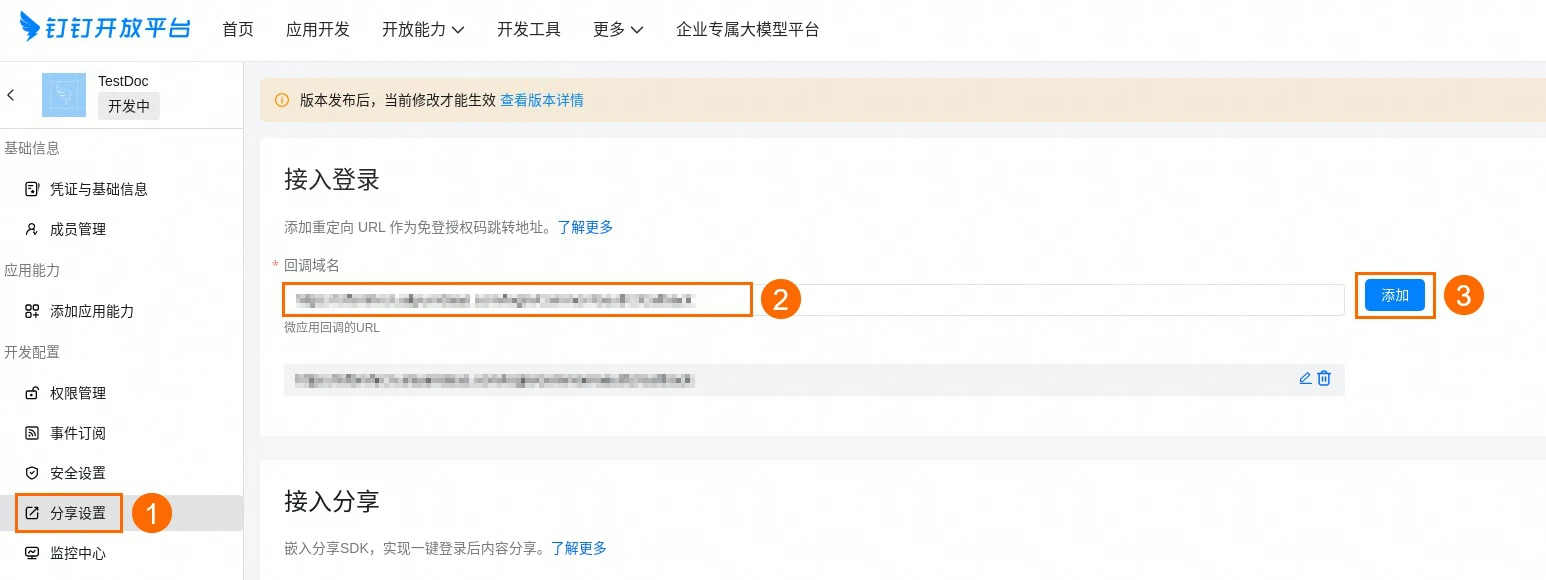 钉钉开放平台 首页 应用开发 开放能力 开发工具 更多 企业专属大模型平台
TestDoc
开发中
版本发布后，当前修改才能生效 查看版本详情
基础信息
凭证与基础信息
成员管理
应用能力
添加应用能力
开发配置
权限管理
事件订阅
安全设置
分享设置 1
监控中心
接入登录
添加重定向 URL 作为免登授权码跳转地址。了解更多
* 回调域名
2 添加 3
微应用回调的URL
接入分享
嵌入分享SDK，实现一键登录后内容分享。了解更多